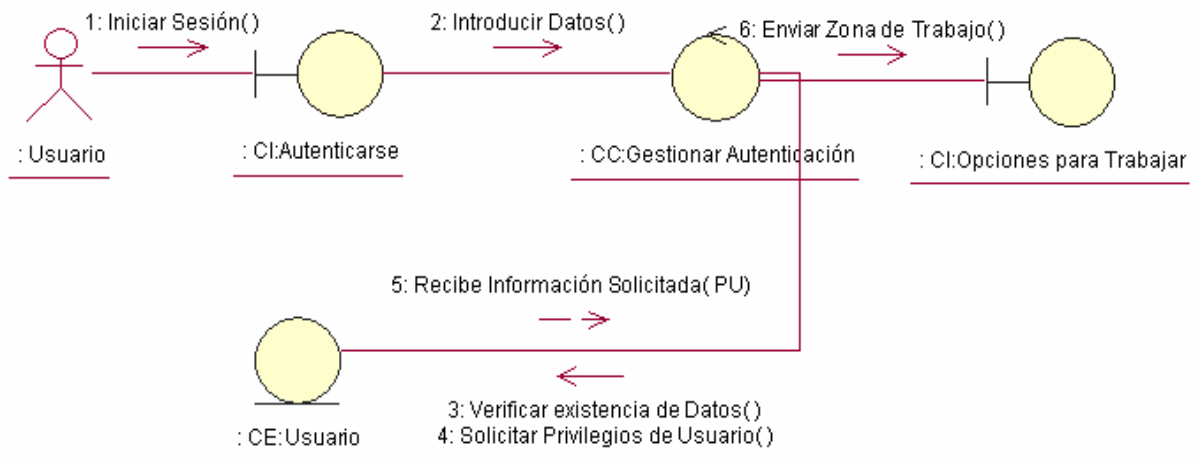 1: Iniciar Sesión( )
2: Introducir Datos( )
6: Enviar Zona de Trabajo( )
: Usuario
: CI:Autenticarse
: CC:Gestionar Autenticación
: CI:Opciones para Trabajar
5: Recibe Información Solicitada( PU)
3: Verificar existencia de Datos( )
4: Solicitar Privilegios de Usuario( )
: CE:Usuario